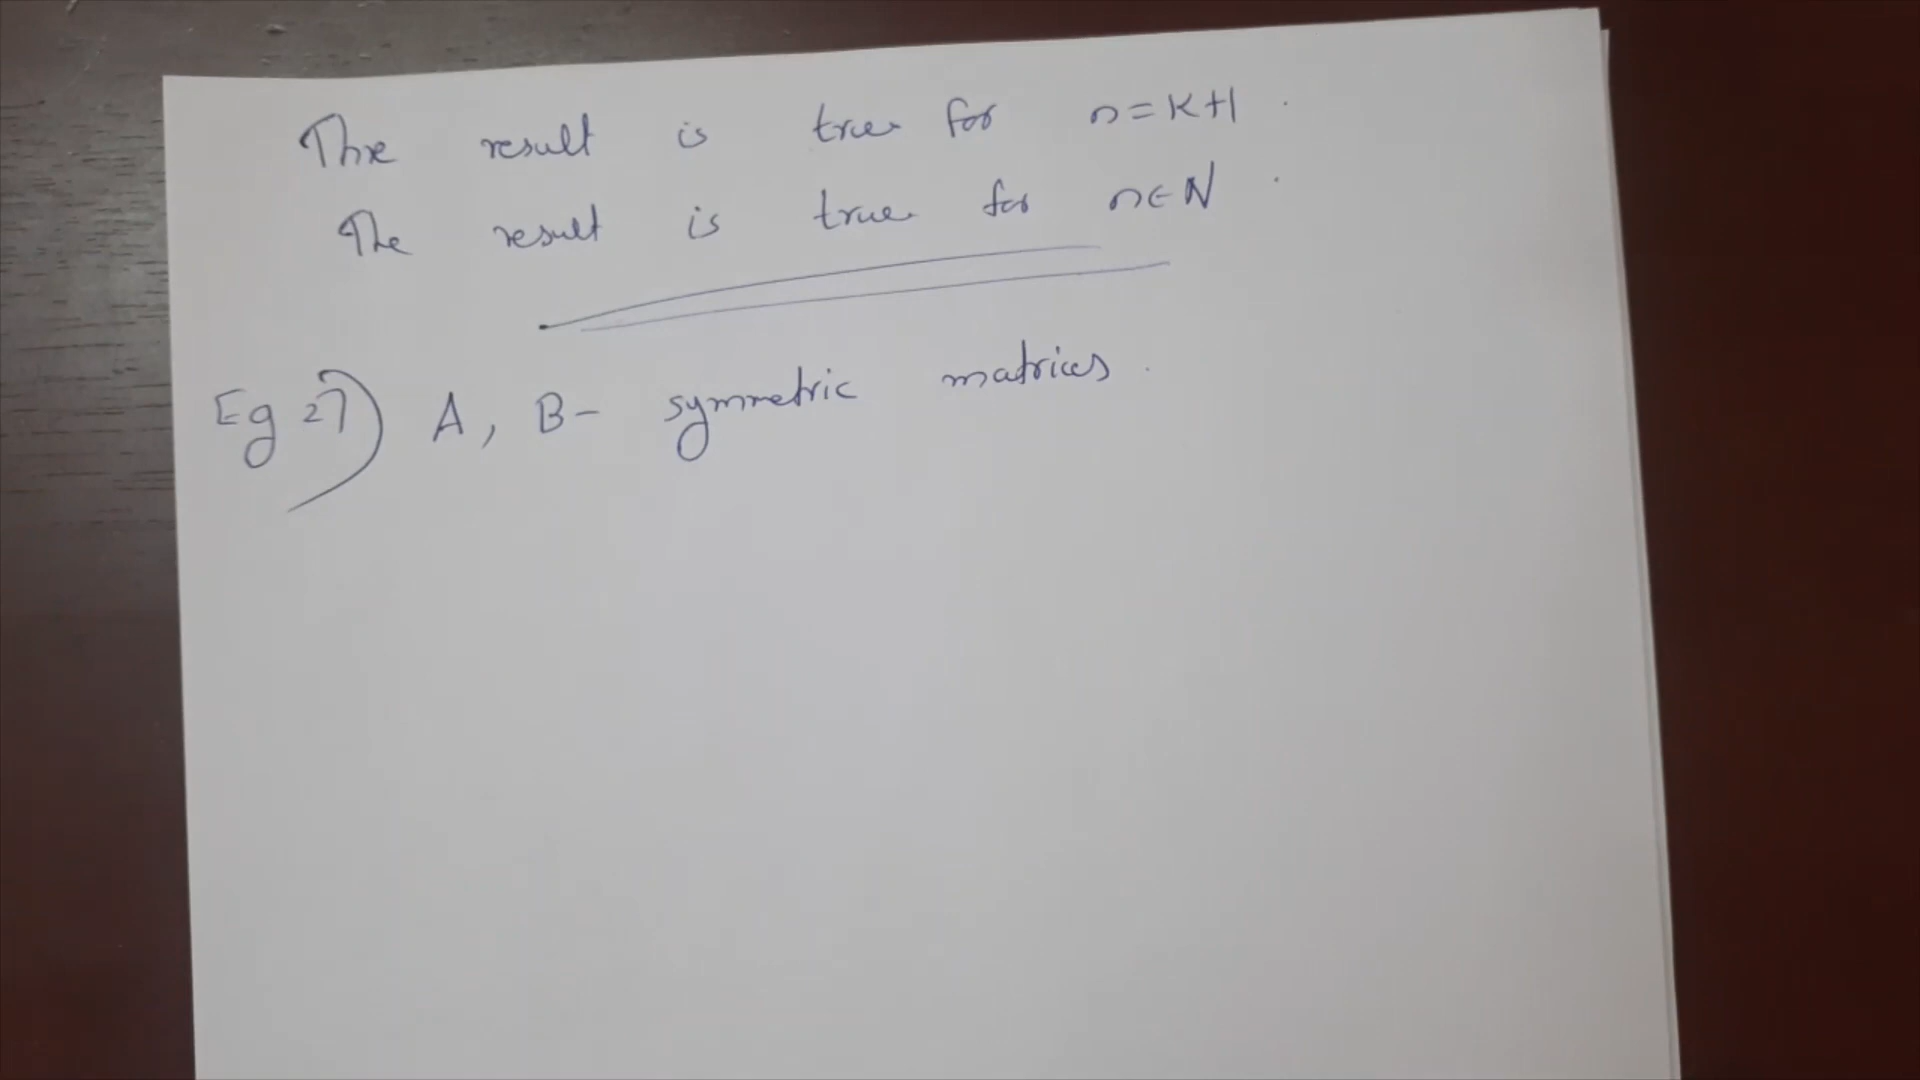 The result is true for n=K+1.
The result is true for n∈N.
Eg 27) A, B- symmetric matrices.